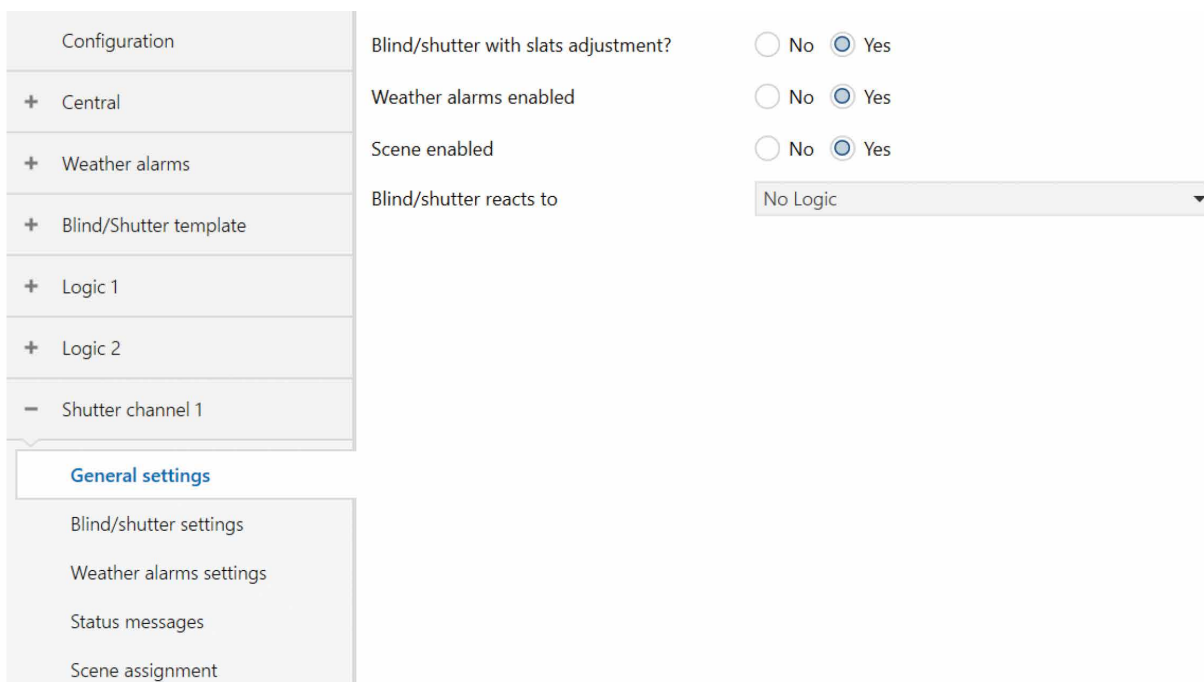 Configuration
+ Central
+ Weather alarms
+ Blind/Shutter template
+ Logic 1
+ Logic 2
− Shutter channel 1
General settings
Blind/shutter settings
Weather alarms settings
Status messages
Scene assignment
Blind/shutter with slats adjustment? No Yes
Weather alarms enabled No Yes
Scene enabled No Yes
Blind/shutter reacts to No Logic